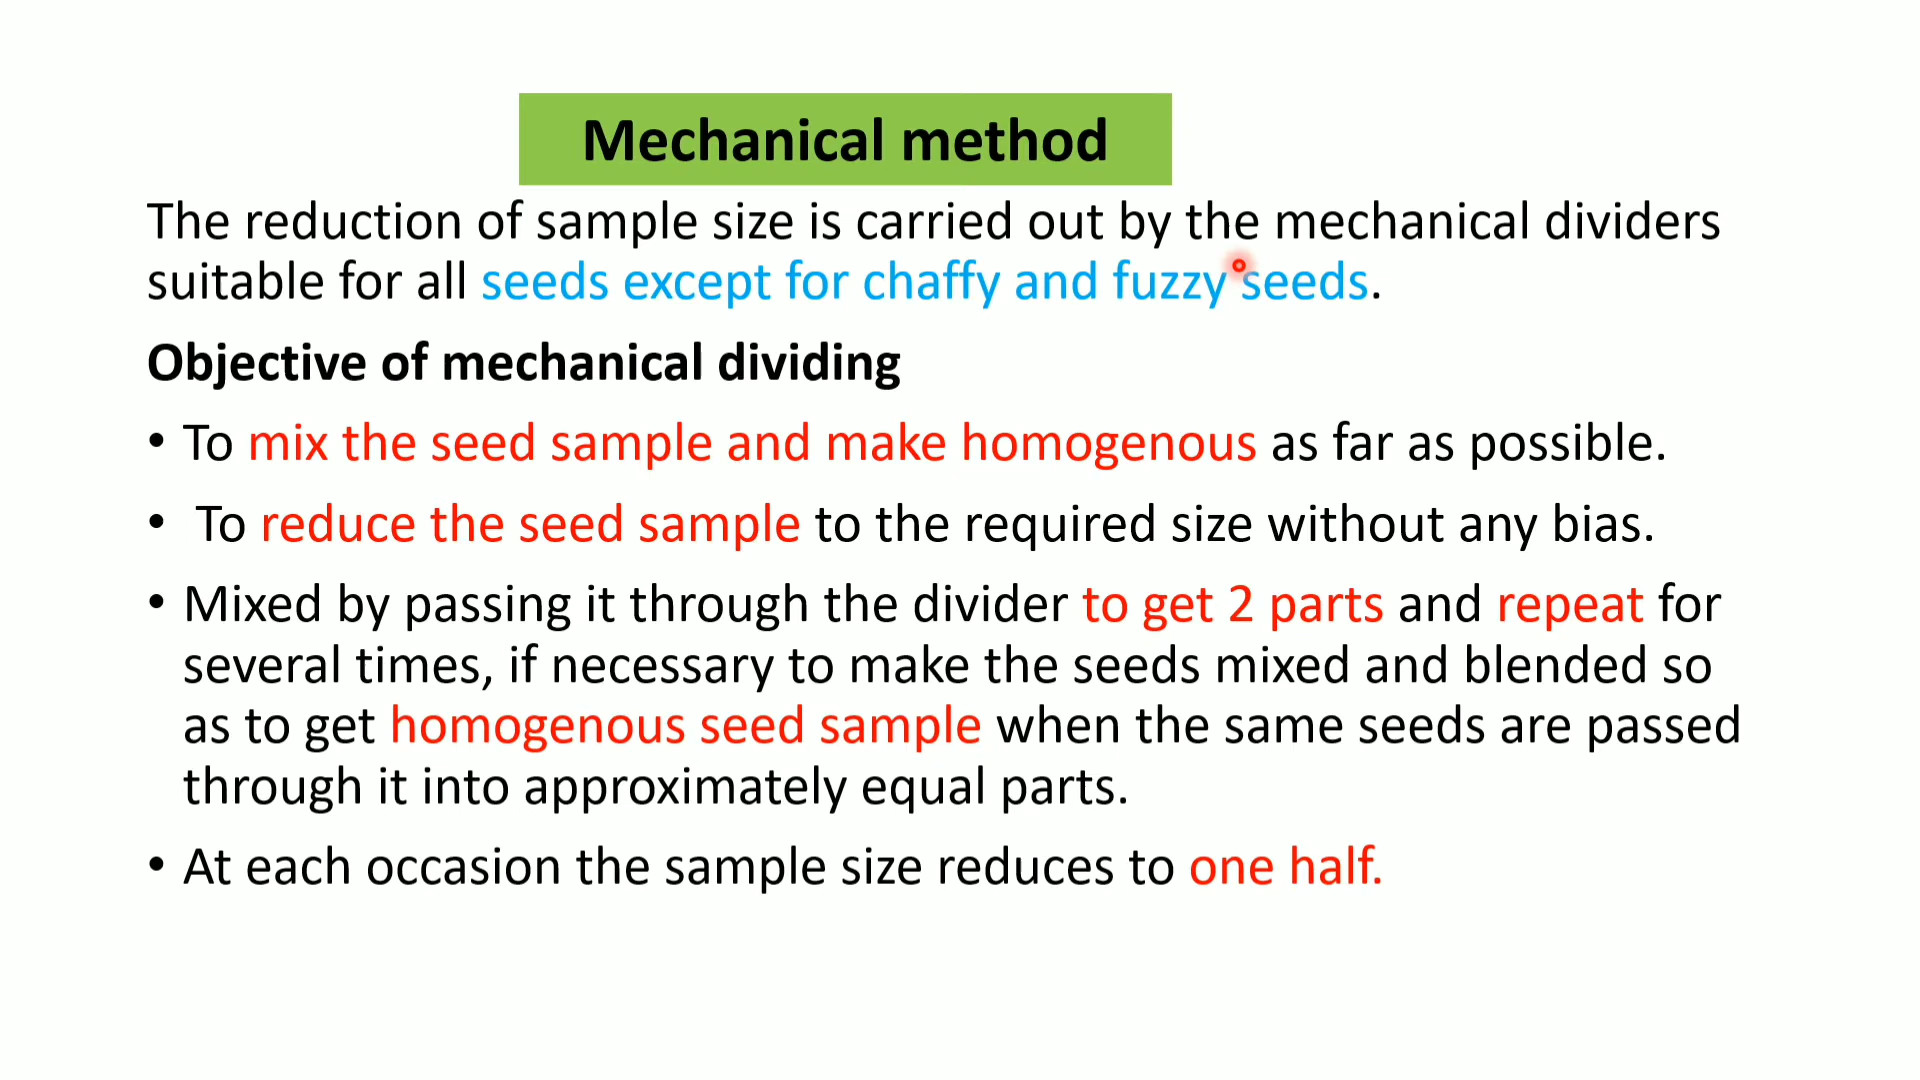 Mechanical method
The reduction of sample size is carried out by the mechanical dividers
suitable for all seeds except for chaffy and fuzzy seeds.
Objective of mechanical dividing
• To mix the seed sample and make homogenous as far as possible.
• To reduce the seed sample to the required size without any bias.
• Mixed by passing it through the divider to get 2 parts and repeat for
several times, if necessary to make the seeds mixed and blended so
as to get homogenous seed sample when the same seeds are passed
through it into approximately equal parts.
• At each occasion the sample size reduces to one half.